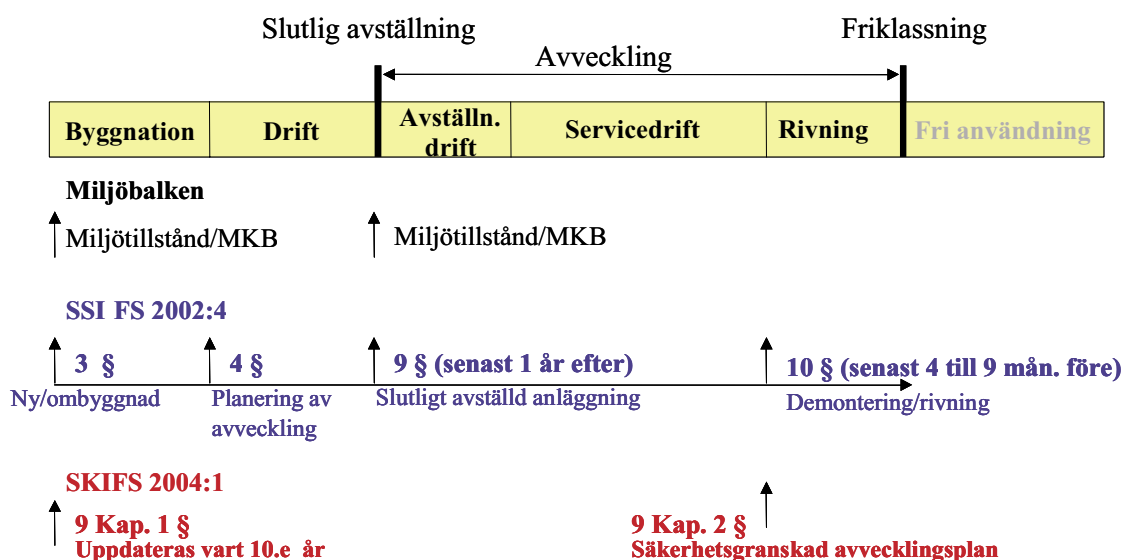 Slutlig avställning
Friklassning
Avveckling
Byggnation
Drift
Avställn.
drift
Servicedrift
Rivning
Fri användning
Miljöbalken
Miljötillstånd/MKB
Miljötillstånd/MKB
SSI FS 2002:4
3 §
4 §
9 § (senast 1 år efter)
10 § (senast 4 till 9 mån. före)
Ny/ombyggnad
Planering av
avveckling
Slutligt avställd anläggning
Demontering/rivning
SKIFS 2004:1
9 Kap. 1 §
Uppdateras vart 10.e år
9 Kap. 2 §
Säkerhetsgranskad avvecklingsplan